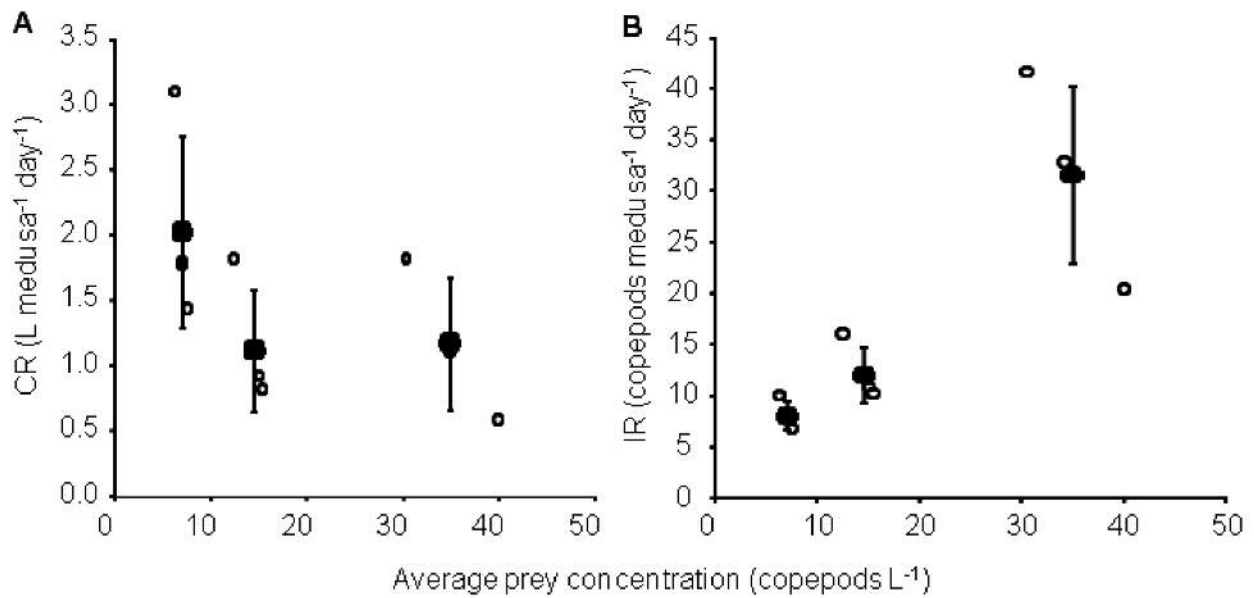 A
CR (L medusa⁻¹ day⁻¹)
3.5
3.0
2.5
2.0
1.5
1.0
0.5
0.0
0 10 20 30 40 50
B
IR (copepods medusa⁻¹ day⁻¹)
45
40
35
30
25
20
15
10
5
0
0 10 20 30 40 50
Average prey concentration (copepods L⁻¹)